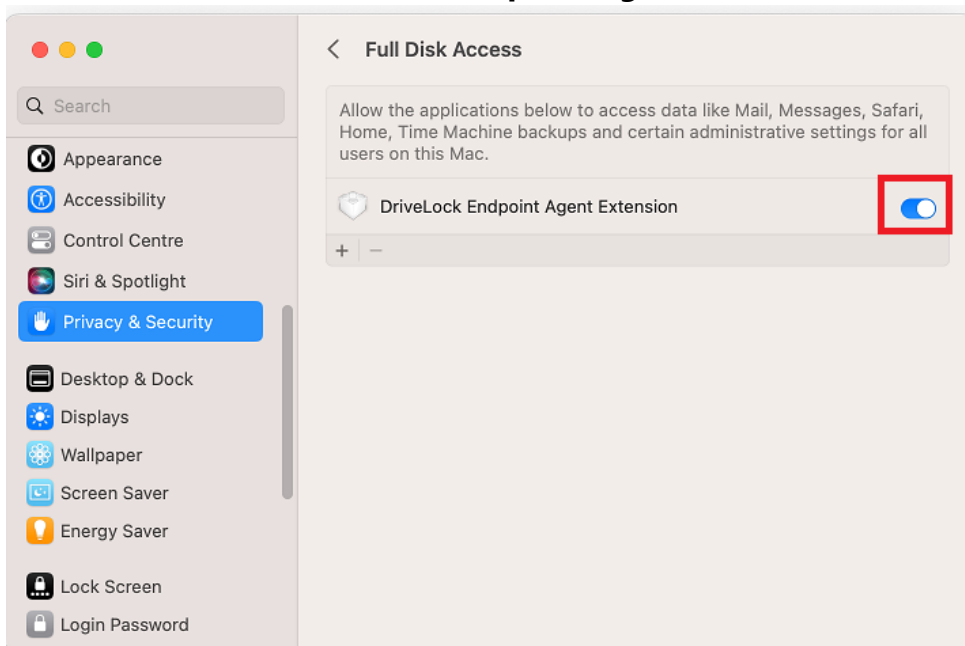 Full Disk Access
Search
Appearance
Accessibility
Control Centre
Siri & Spotlight
Privacy & Security
Desktop & Dock
Displays
Wallpaper
Screen Saver
Energy Saver
Lock Screen
Login Password
Allow the applications below to access data like Mail, Messages, Safari,
Home, Time Machine backups and certain administrative settings for all
users on this Mac.
DriveLock Endpoint Agent Extension
+ −